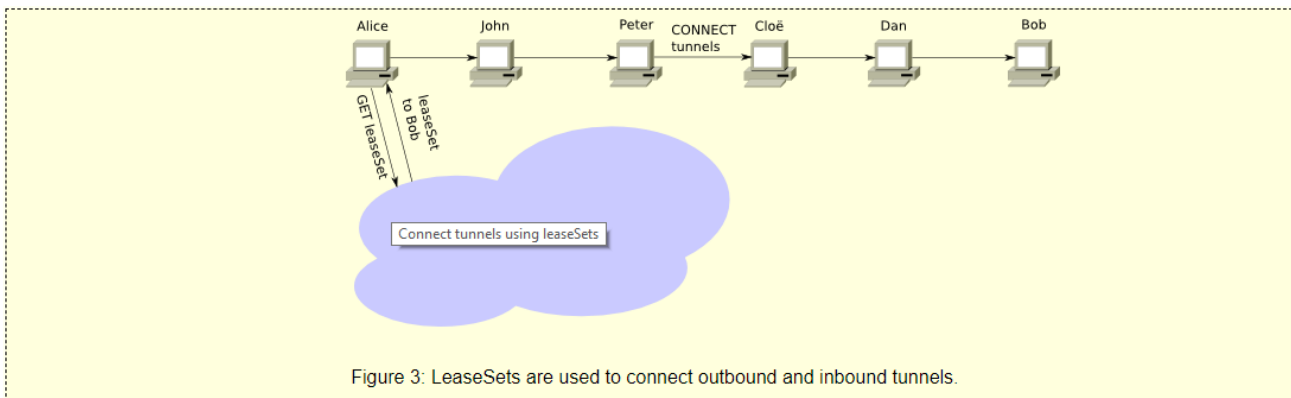 Alice
John
Peter
CONNECT
tunnels
Cloë
Dan
Bob
GET leaseSet
leaseSet
to Bob
Connect tunnels using leaseSets
Figure 3: LeaseSets are used to connect outbound and inbound tunnels.